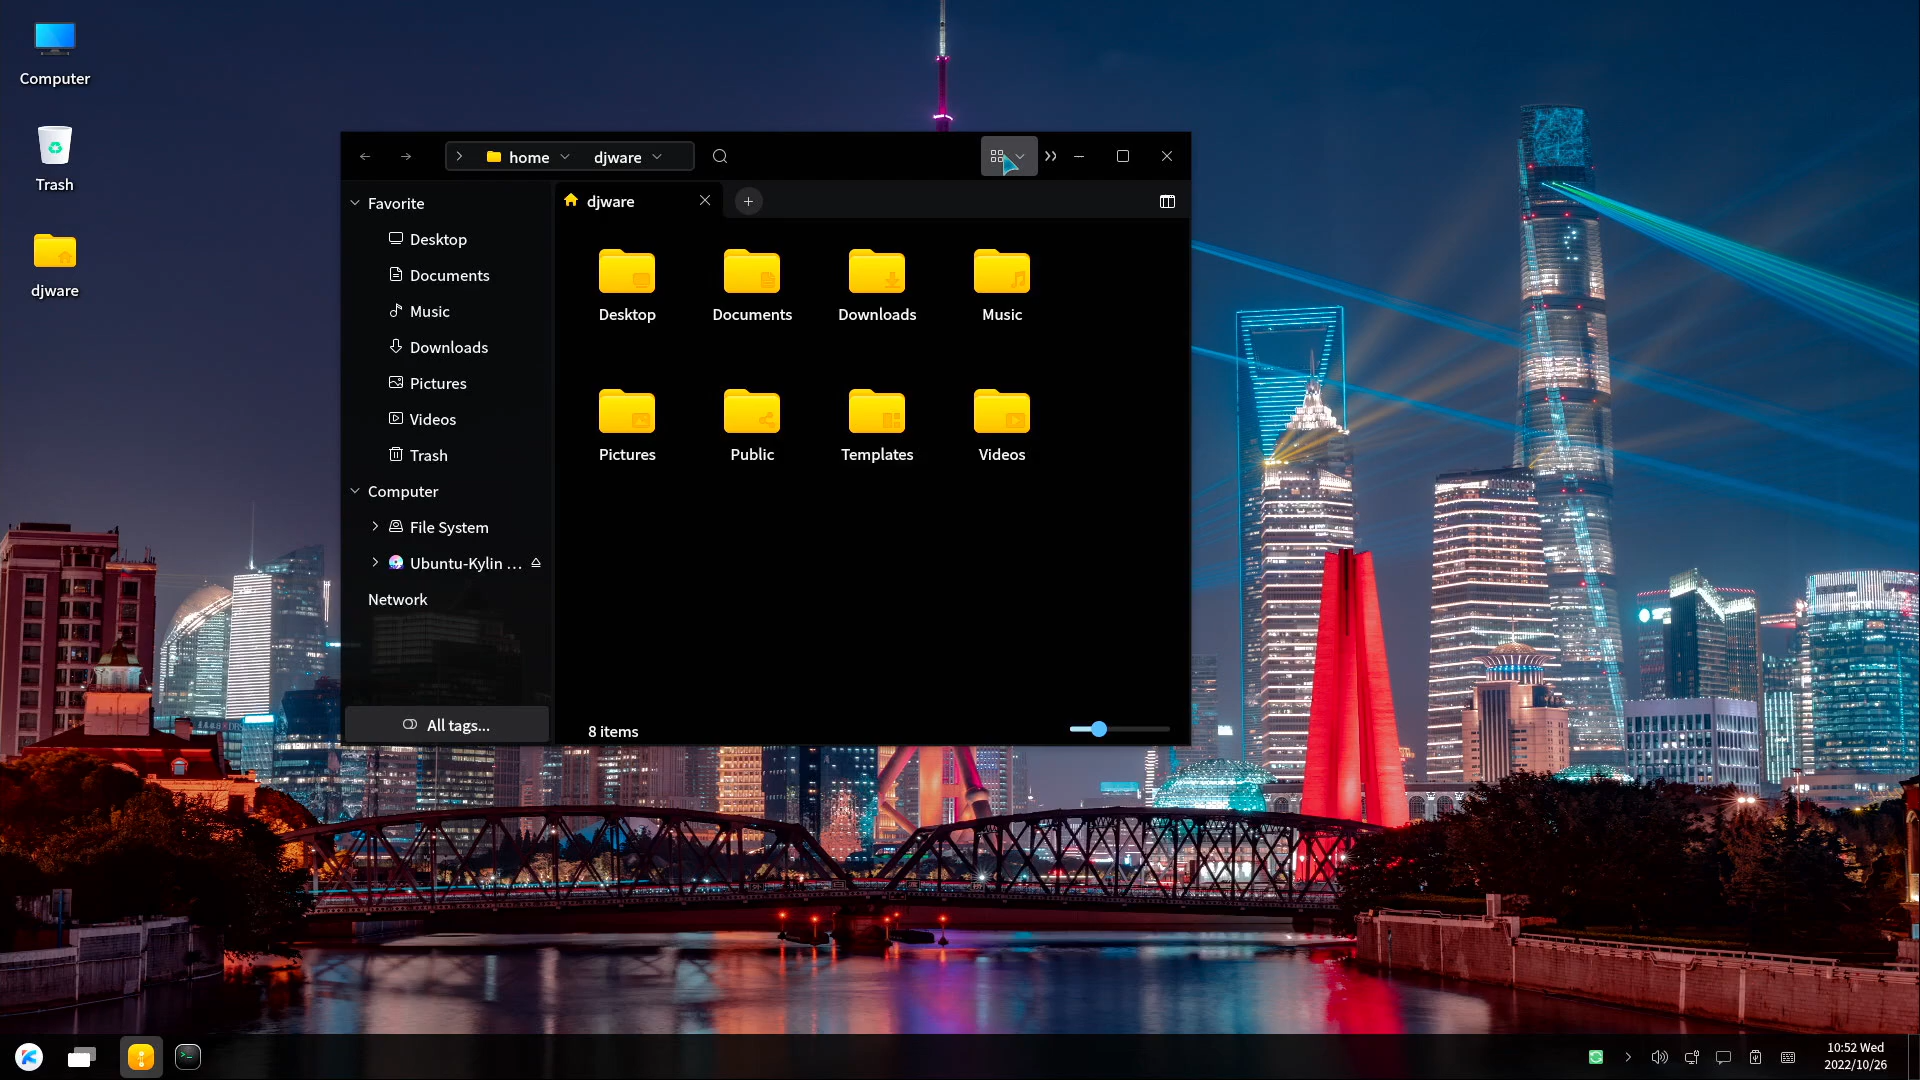 Computer
Trash
djware
home
djware
Favorite
Desktop
Documents
Music
Downloads
Pictures
Videos
Trash
Computer
File System
Ubuntu-Kylin ...
Network
All tags...
djware
Desktop
Documents
Downloads
Music
Pictures
Public
Templates
Videos
8 items
10:52 Wed
2022/10/26